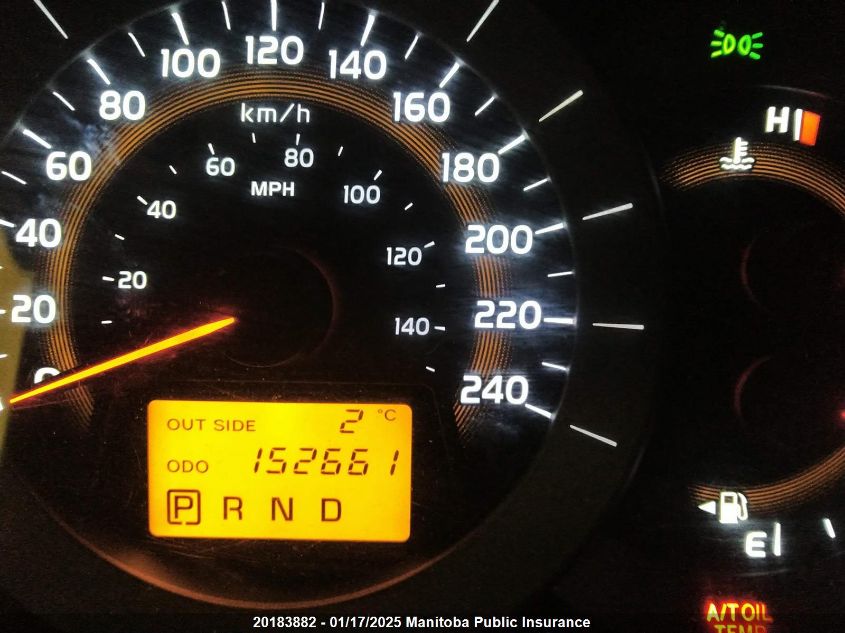 120
100
140
80
160
km/h
60
180
60
80
MPH
100
40
40
200
120
20
20
220
140
0
240
OUT SIDE 2 °C
ODO 152661
P R N D
H
E
A/T OIL
TEMP
20183882 - 01/17/2025 Manitoba Public Insurance